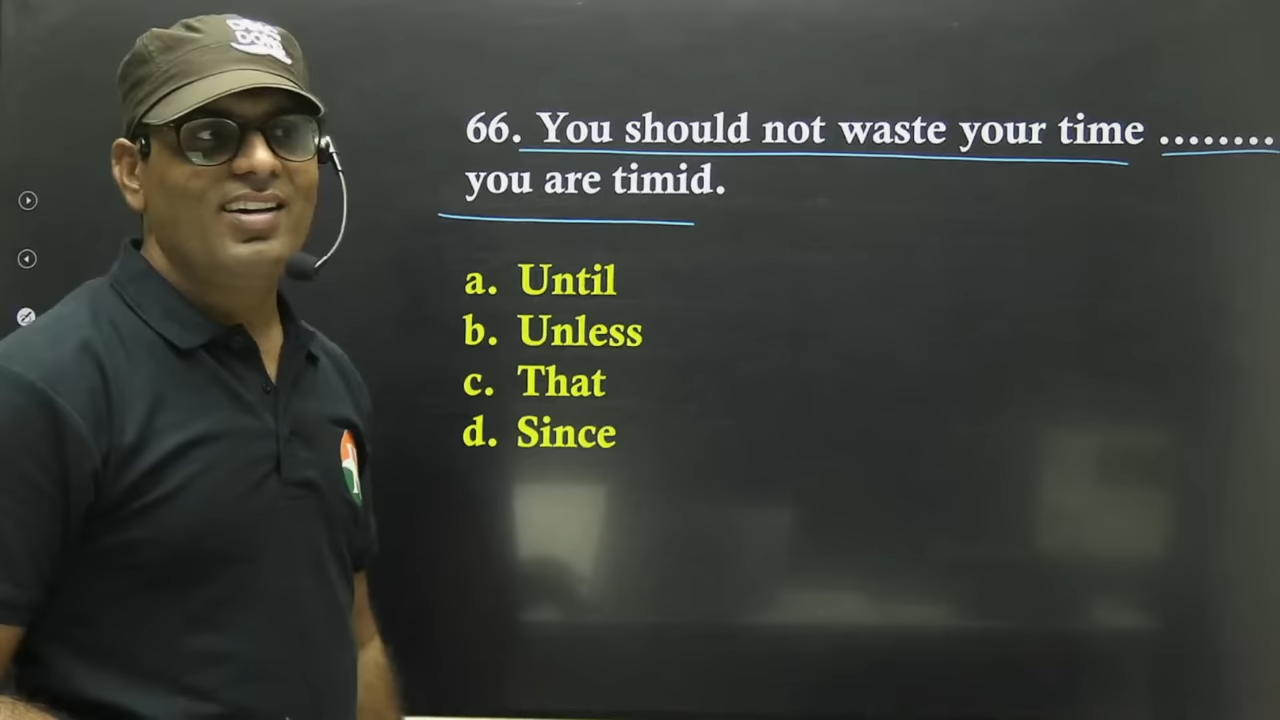 66. You should not waste your time ........
you are timid.
a. Until
b. Unless
c. That
d. Since